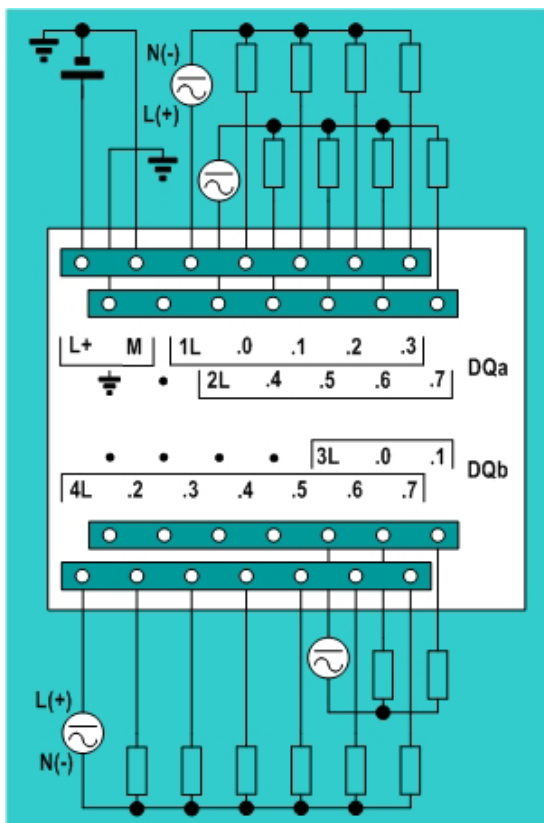 N(-)
L(+)
L+ M 1L .0 .1 .2 .3
DQa
2L .4 .5 .6 .7
3L .0 .1
DQb
4L .2 .3 .4 .5 .6 .7
L(+)
N(-)